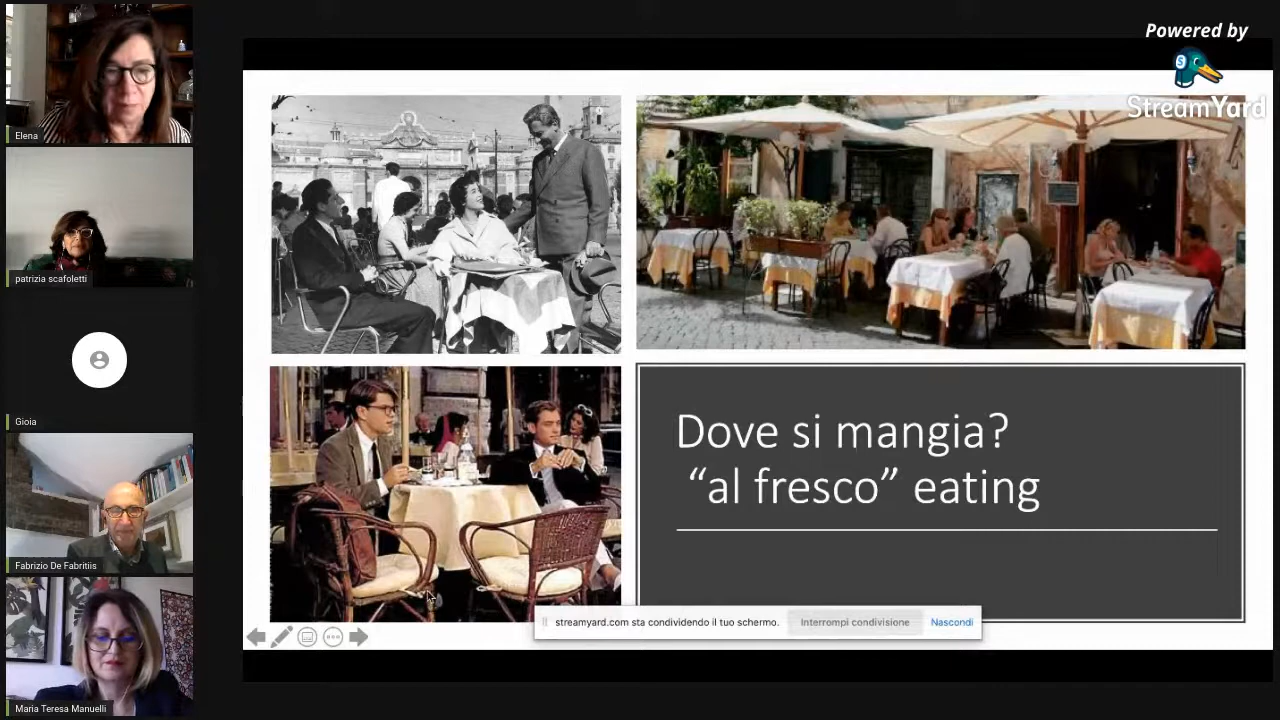 Powered by
StreamYard
Elena
patrizia scafoletti
Gioia
Fabrizio De Fabritiis
Maria Teresa Manuelli
Dove si mangia?
“al fresco” eating
streamyard.com sta condividendo il tuo schermo.
Interrompi condivisione
Nascondi